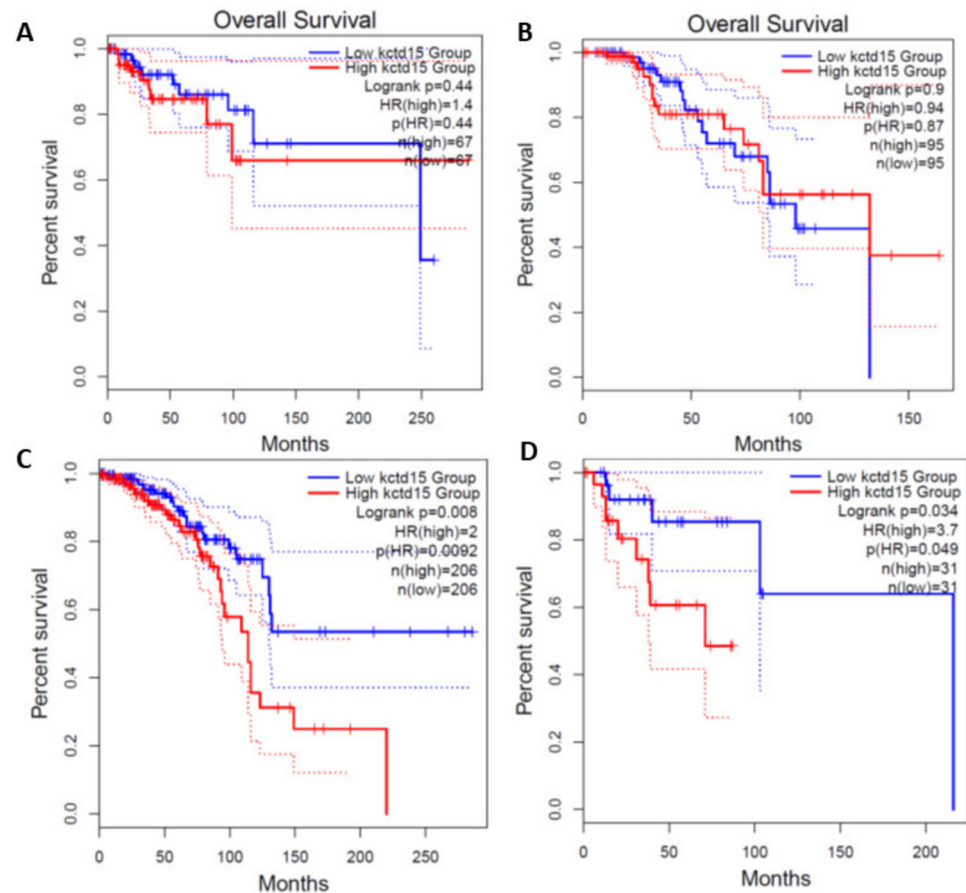 A
Overall Survival
Low kctd15 Group
High kctd15 Group
Logrank p=0.44
HR(high)=1.4
p(HR)=0.44
n(high)=67
n(low)=67
Percent survival
0.0 0.2 0.4 0.6 0.8 1.0
0 50 100 150 200 250
Months
B
Overall Survival
Low kctd15 Group
High kctd15 Group
Logrank p=0.9
HR(high)=0.94
p(HR)=0.87
n(high)=95
n(low)=95
Percent survival
0.0 0.2 0.4 0.6 0.8 1.0
0 50 100 150
Months
C
Low kctd15 Group
High kctd15 Group
Logrank p=0.008
HR(high)=2
p(HR)=0.0092
n(high)=206
n(low)=206
Percent survival
0.0 0.2 0.4 0.6 0.8 1.0
0 50 100 150 200 250
Months
D
Low kctd15 Group
High kctd15 Group
Logrank p=0.034
HR(high)=3.7
p(HR)=0.049
n(high)=31
n(low)=31
Percent survival
0.0 0.2 0.4 0.6 0.8 1.0
0 50 100 150 200
Months